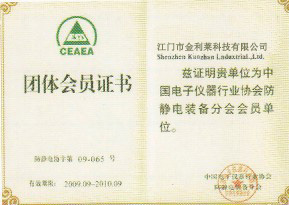 CEAEA
团体会员证书
防静电协字第 09-065 号
有效期限：2009.09-2010.09
江门市金利莱科技有限公司
Shenzhen Kunzhan Lndustrial.,Ltd.
兹证明贵单位为中
国电子仪器行业协会防
静电装备分会会员单
位。
中国电子仪器行业协会
防静电装备分会